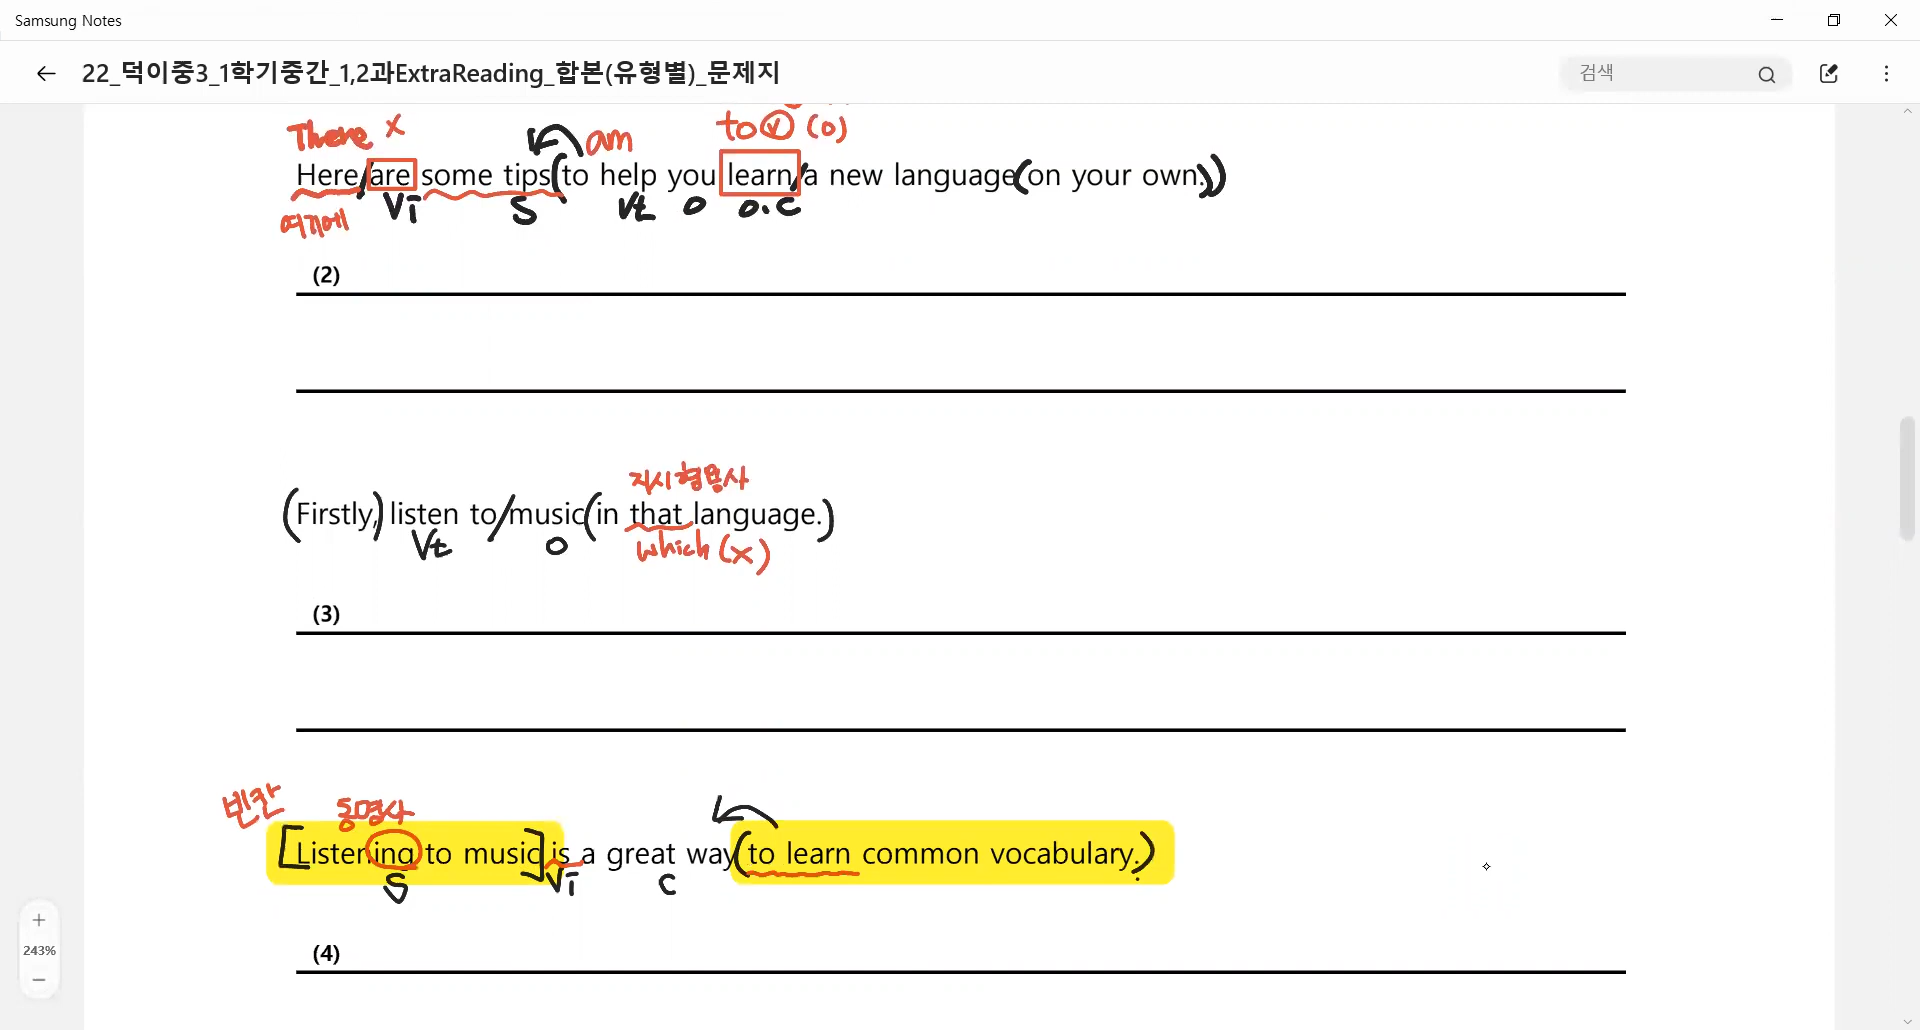 Samsung Notes
22_덕이중3_1학기중간_1,2과ExtraReading_합본(유형별)_문제지
검색
There X
am
to ⓥ (o)
Here/are some tips(to help you learn/a new language(on your own.))
여기에 Vi S Vt O O.C
(2)
지시형용사
(Firstly,) listen to/music(in that language.)
Vt O which (x)
(3)
빈칸 동명사
[Listening to music] is a great way(to learn common vocabulary.)
S Vi C
243%
(4)